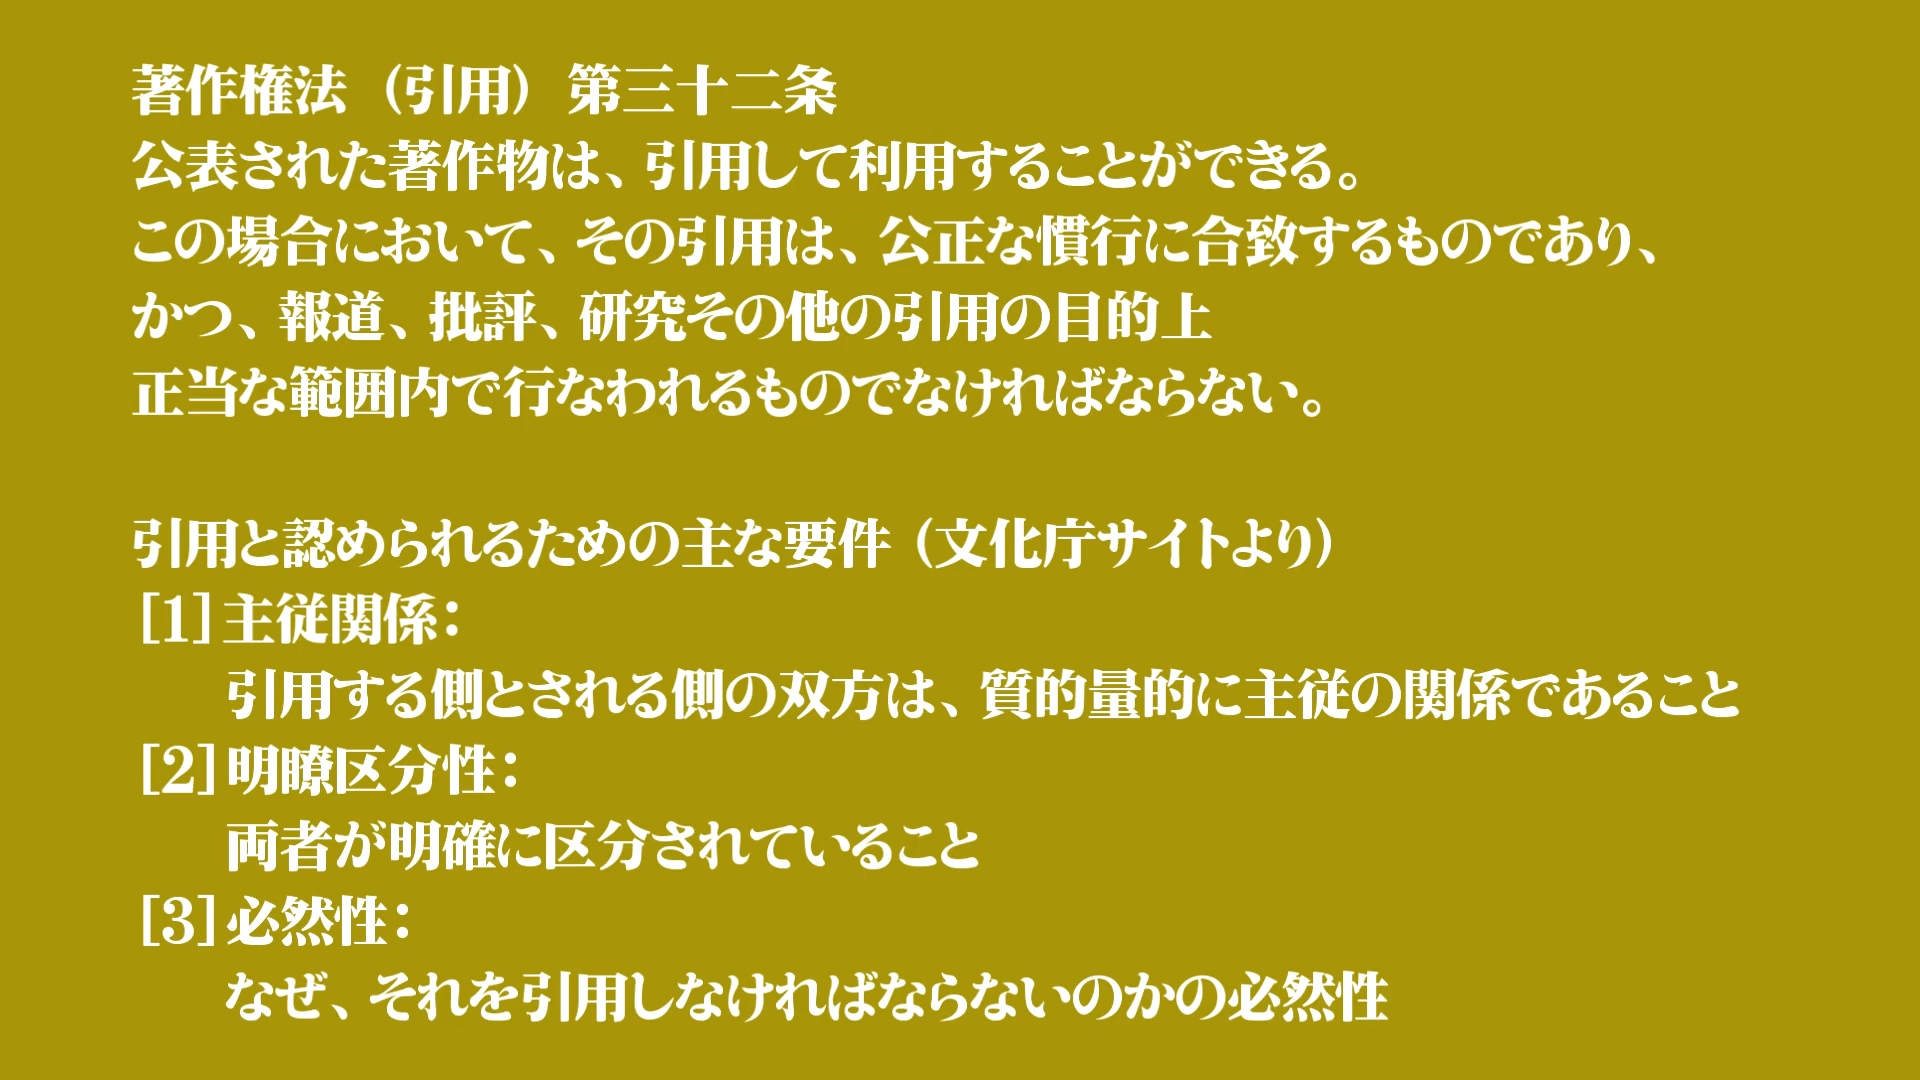 著作権法（引用）第三十二条
公表された著作物は、引用して利用することができる。
この場合において、その引用は、公正な慣行に合致するものであり、
かつ、報道、批評、研究その他の引用の目的上
正当な範囲内で行なわれるものでなければならない。
引用と認められるための主な要件（文化庁サイトより）
[1]主従関係：
引用する側とされる側の双方は、質的量的に主従の関係であること
[2]明瞭区分性：
両者が明確に区分されていること
[3]必然性：
なぜ、それを引用しなければならないのかの必然性